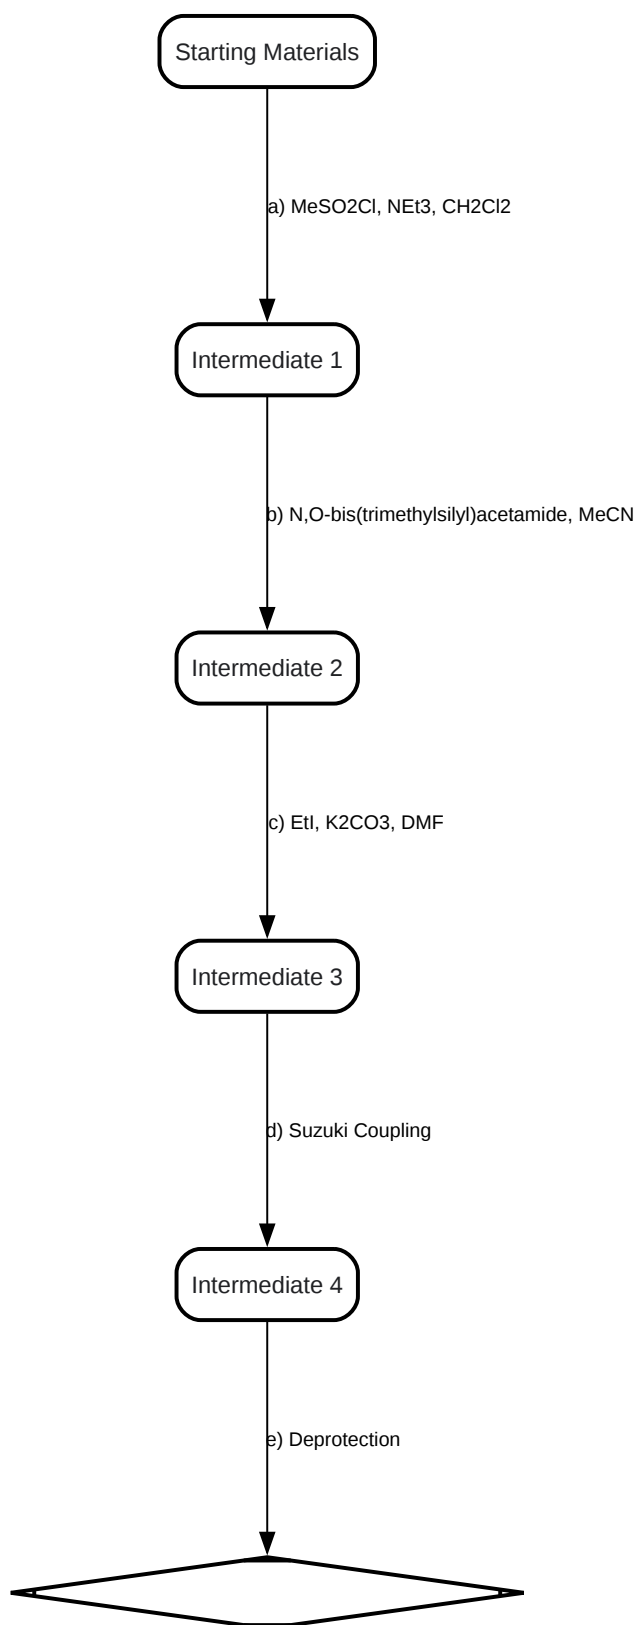 Starting Materials
a) MeSO2Cl, NEt3, CH2Cl2
Intermediate 1
b) N,O-bis(trimethylsilyl)acetamide, MeCN
Intermediate 2
c) EtI, K2CO3, DMF
Intermediate 3
d) Suzuki Coupling
Intermediate 4
e) Deprotection